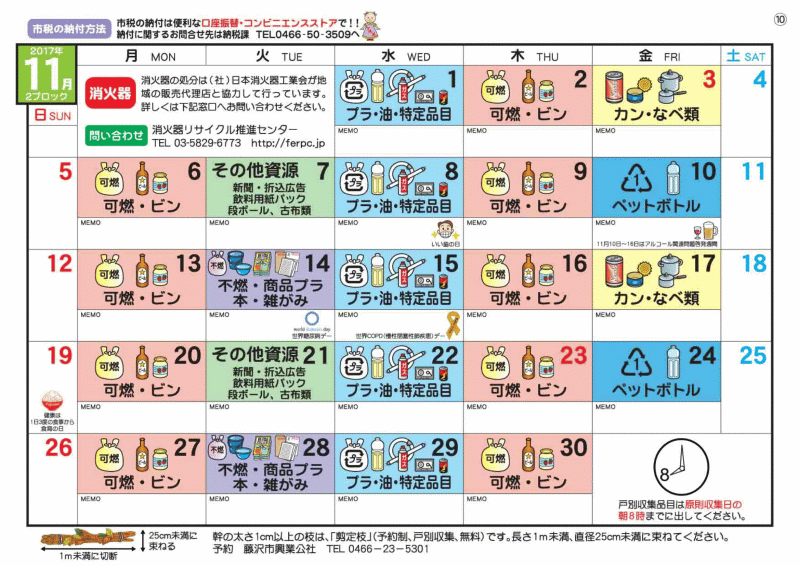 市税の納付方法
市税の納付は便利な口座振替・コンビニエンスストアで!!
納付に関するお問合せ先は納税課 TEL0466-50-3509へ
⑩
2017年
11月
2ブロック
日 SUN
月 MON
火 TUE
水 WED
木 THU
金 FRI
土 SAT
消火器
消火器の処分は(社)日本消火器工業会が地
域の販売代理店と協力して行っています。
詳しくは下記窓口へお問い合わせください。
問い合わせ
消火器リサイクル推進センター
TEL 03-5829-6773 http://ferpc.jp
プラ
1
プラ・油・特定品目
MEMO
可燃
2
可燃・ビン
MEMO
3
カン・なべ類
MEMO
4
5
可燃
6
可燃・ビン
MEMO
その他資源 7
新聞・折込広告
飲料用紙パック
段ボール、古布類
MEMO
プラ
8
プラ・油・特定品目
MEMO
いい歯の日
可燃
9
可燃・ビン
MEMO
1
10
ペットボトル
MEMO
11月10日~16日はアルコール関連問題啓発週間
11
12
可燃
13
可燃・ビン
MEMO
不燃
14
不燃・商品プラ
本・雑がみ
MEMO
world diabetes day
世界糖尿病デー
プラ
15
プラ・油・特定品目
MEMO
世界COPD(慢性閉塞性肺疾患)デー
可燃
16
可燃・ビン
MEMO
17
カン・なべ類
MEMO
18
19
健康は
1日3度の食事から
食育の日
可燃
20
可燃・ビン
MEMO
その他資源 21
新聞・折込広告
飲料用紙パック
段ボール、古布類
MEMO
プラ
22
プラ・油・特定品目
MEMO
可燃
23
可燃・ビン
MEMO
1
24
ペットボトル
MEMO
25
26
可燃
27
可燃・ビン
MEMO
不燃
28
不燃・商品プラ
本・雑がみ
MEMO
プラ
29
プラ・油・特定品目
MEMO
可燃
30
可燃・ビン
MEMO
8
戸別収集品目は原則収集日の
朝8時までに出してください。
1m未満に切断
25cm未満に
束ねる
幹の太さ1cm以上の枝は、「剪定枝」(予約制、戸別収集、無料)です。長さ1m未満、直径25cm未満に束ねてください。
予約 藤沢市興業公社 TEL 0466-23-5301